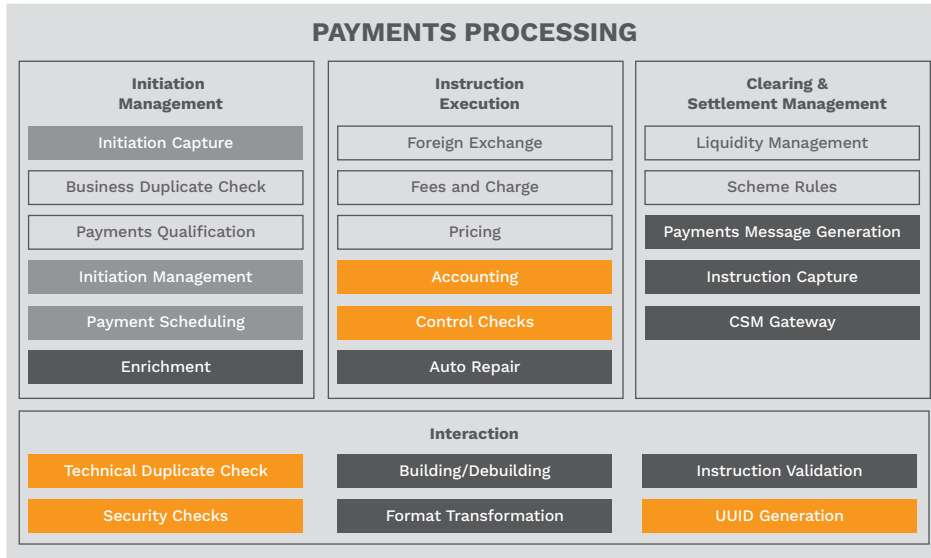 PAYMENTS PROCESSING
Initiation
Management
Initiation Capture
Business Duplicate Check
Payments Qualification
Initiation Management
Payment Scheduling
Enrichment
Instruction
Execution
Foreign Exchange
Fees and Charge
Pricing
Accounting
Control Checks
Auto Repair
Clearing &
Settlement Management
Liquidity Management
Scheme Rules
Payments Message Generation
Instruction Capture
CSM Gateway
Interaction
Technical Duplicate Check
Building/Debuilding
Instruction Validation
Security Checks
Format Transformation
UUID Generation